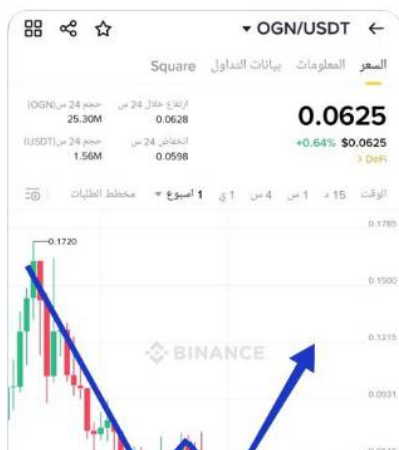 OGN/USDT
السعر المعلومات بيانات التداول Square
0.0625
+0.64% $0.0625
DeFi
ارتفاع خلال 24 س
0.0628
حجم 24 س(OGN)
25.30M
انخفاض 24 س
0.0598
حجم 24 س(USDT)
1.56M
الوقت 15 د 1 س 4 س 1 ي 1 أسبوع مخطط الطلبات
0.1785
0.1720
0.1500
0.1215
BINANCE
0.0931